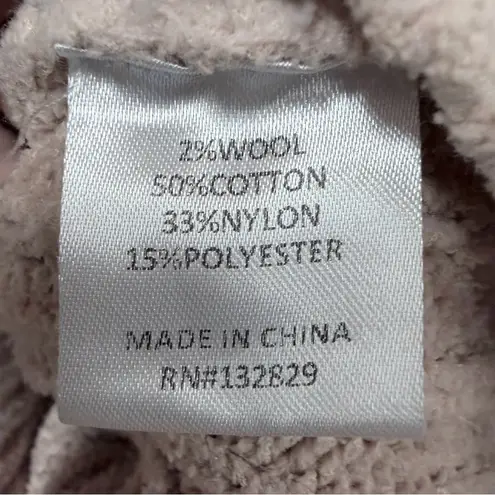 2%WOOL
50%COTTON
33%NYLON
15%POLYESTER
MADE IN CHINA
RN#132829